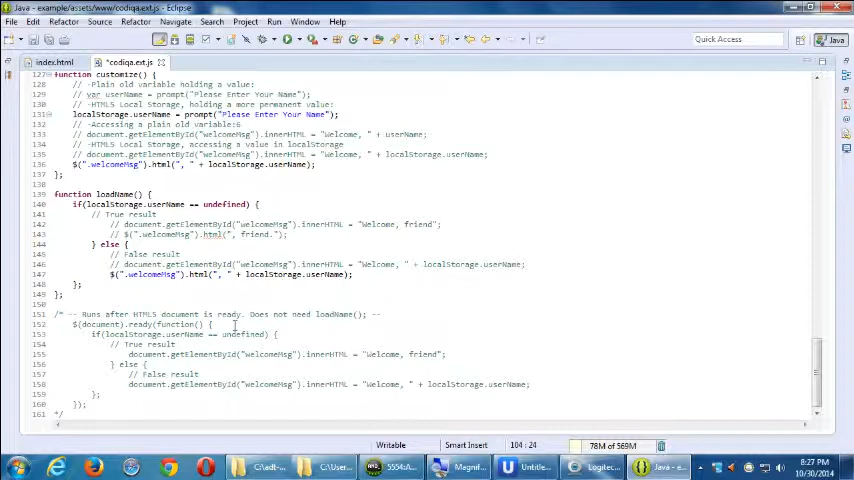 Java - example/assets/www/codiqa.ext.js - Eclipse
File Edit Refactor Source Refactor Navigate Search Project Run Window Help
Quick Access
Java
index.html
*codiqa.ext.js
127 function customize() {
128 // -Plain old variable holding a value:
129 // var userName = prompt("Please Enter Your Name");
130 // -HTML5 Local Storage, holding a more permanent value:
131 localStorage.userName = prompt("Please Enter Your Name");
132 // -Accessing a plain old variable:6
133 // document.getElementById("welcomeMsg").innerHTML = "Welcome, " + userName;
134 // -HTML5 Local Storage, accessing a value in localStorage
135 // document.getElementById("welcomeMsg").innerHTML = "Welcome, " + localStorage.userName;
136 $(".welcomeMsg").html(", " + localStorage.userName);
137 };
138
139 function loadName() {
140 if(localStorage.userName == undefined) {
141 // True result
142 // document.getElementById("welcomeMsg").innerHTML = "Welcome, friend";
143 // $(".welcomeMsg").html(", friend.");
144 } else {
145 // False result
146 // document.getElementById("welcomeMsg").innerHTML = "Welcome, " + localStorage.userName;
147 $(".welcomeMsg").html(", " + localStorage.userName);
148 };
149 };
150
151 /* -- Runs after HTML5 document is ready. Does not need loadName(); --
152 $(document).ready(function() {
153 if(localStorage.userName == undefined) {
154 // True result
155 document.getElementById("welcomeMsg").innerHTML = "Welcome, friend";
156 } else {
157 // False result
158 document.getElementById("welcomeMsg").innerHTML = "Welcome, " + localStorage.userName;
159 };
160 });
161 */
Writable Smart Insert 104 : 24 78M of 569M
C:\adt-... C:\User... 5554:A... Magnif... Untitle... Logitec... Java - e...
8:27 PM
10/30/2014